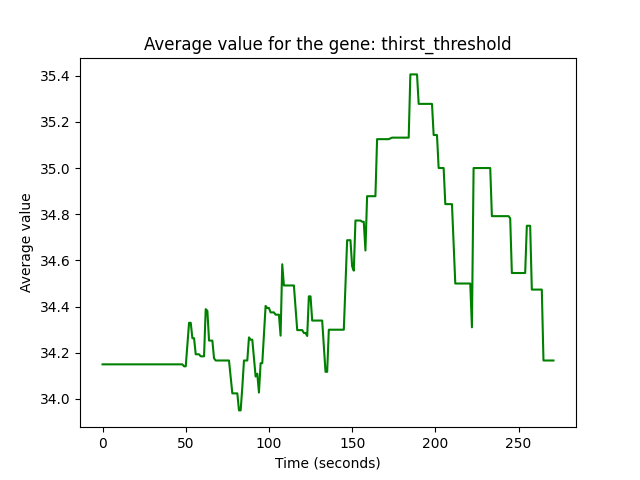 Average value for the gene: thirst_threshold
Average value
35.4
35.2
35.0
34.8
34.6
34.4
34.2
34.0
0 50 100 150 200 250
Time (seconds)